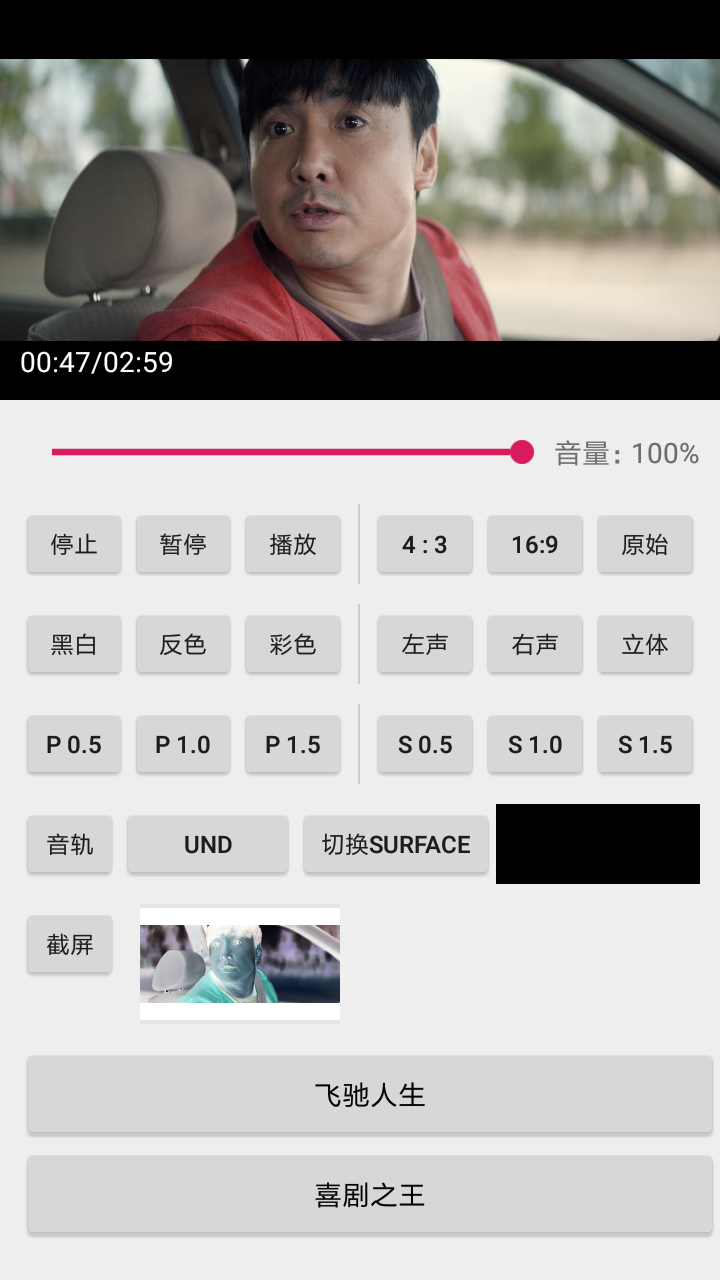 00:47/02:59
音量: 100%
停止 暂停 播放 4 : 3 16:9 原始
黑白 反色 彩色 左声 右声 立体
P 0.5 P 1.0 P 1.5 S 0.5 S 1.0 S 1.5
音轨 UND 切换SURFACE
截屏
飞驰人生
喜剧之王